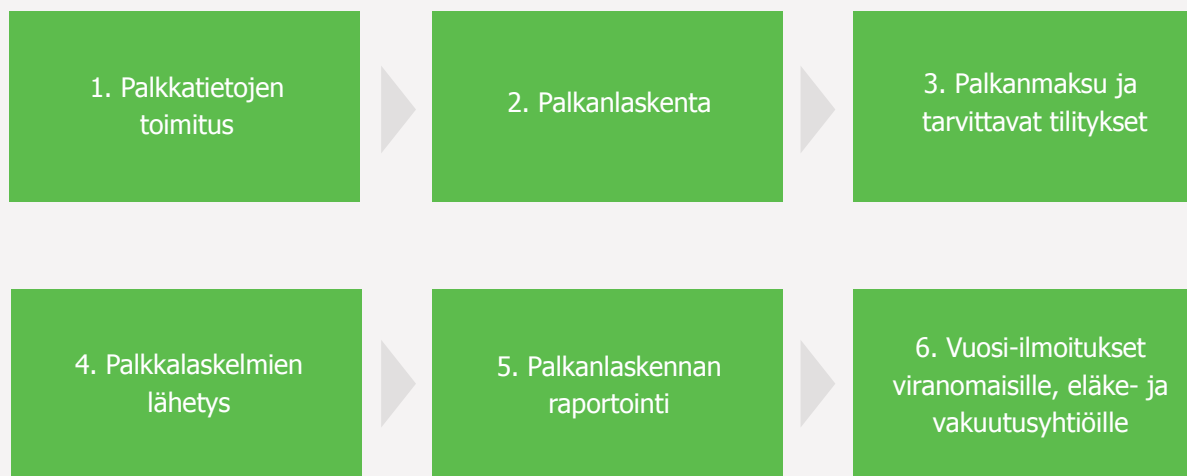 1. Palkkatietojen
toimitus
2. Palkanlaskenta
3. Palkanmaksu ja
tarvittavat tilitykset
4. Palkkalaskelmien
lähetys
5. Palkanlaskennan
raportointi
6. Vuosi-ilmoitukset
viranomaisille, eläke- ja
vakuutusyhtiöille